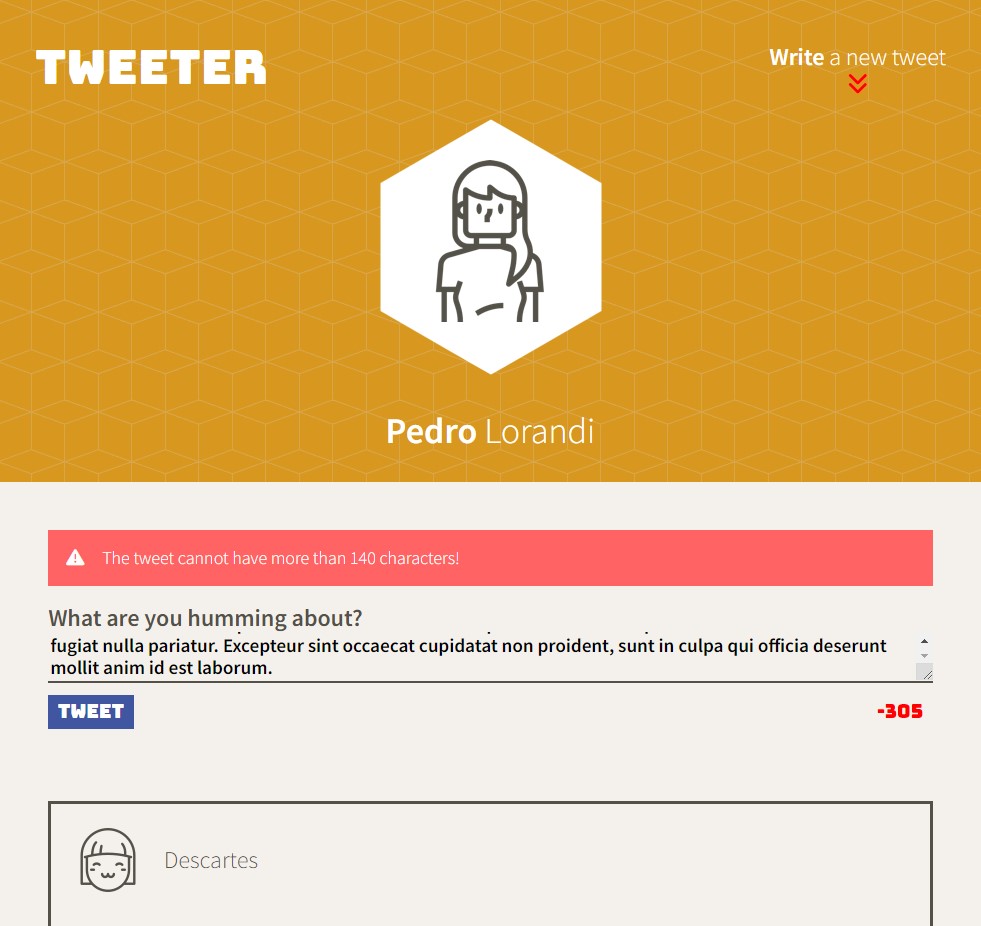 TWEETER
Write a new tweet
Pedro Lorandi
The tweet cannot have more than 140 characters!
What are you humming about?
fugiat nulla pariatur. Excepteur sint occaecat cupidatat non proident, sunt in culpa qui officia deserunt
mollit anim id est laborum.
TWEET
-305
Descartes